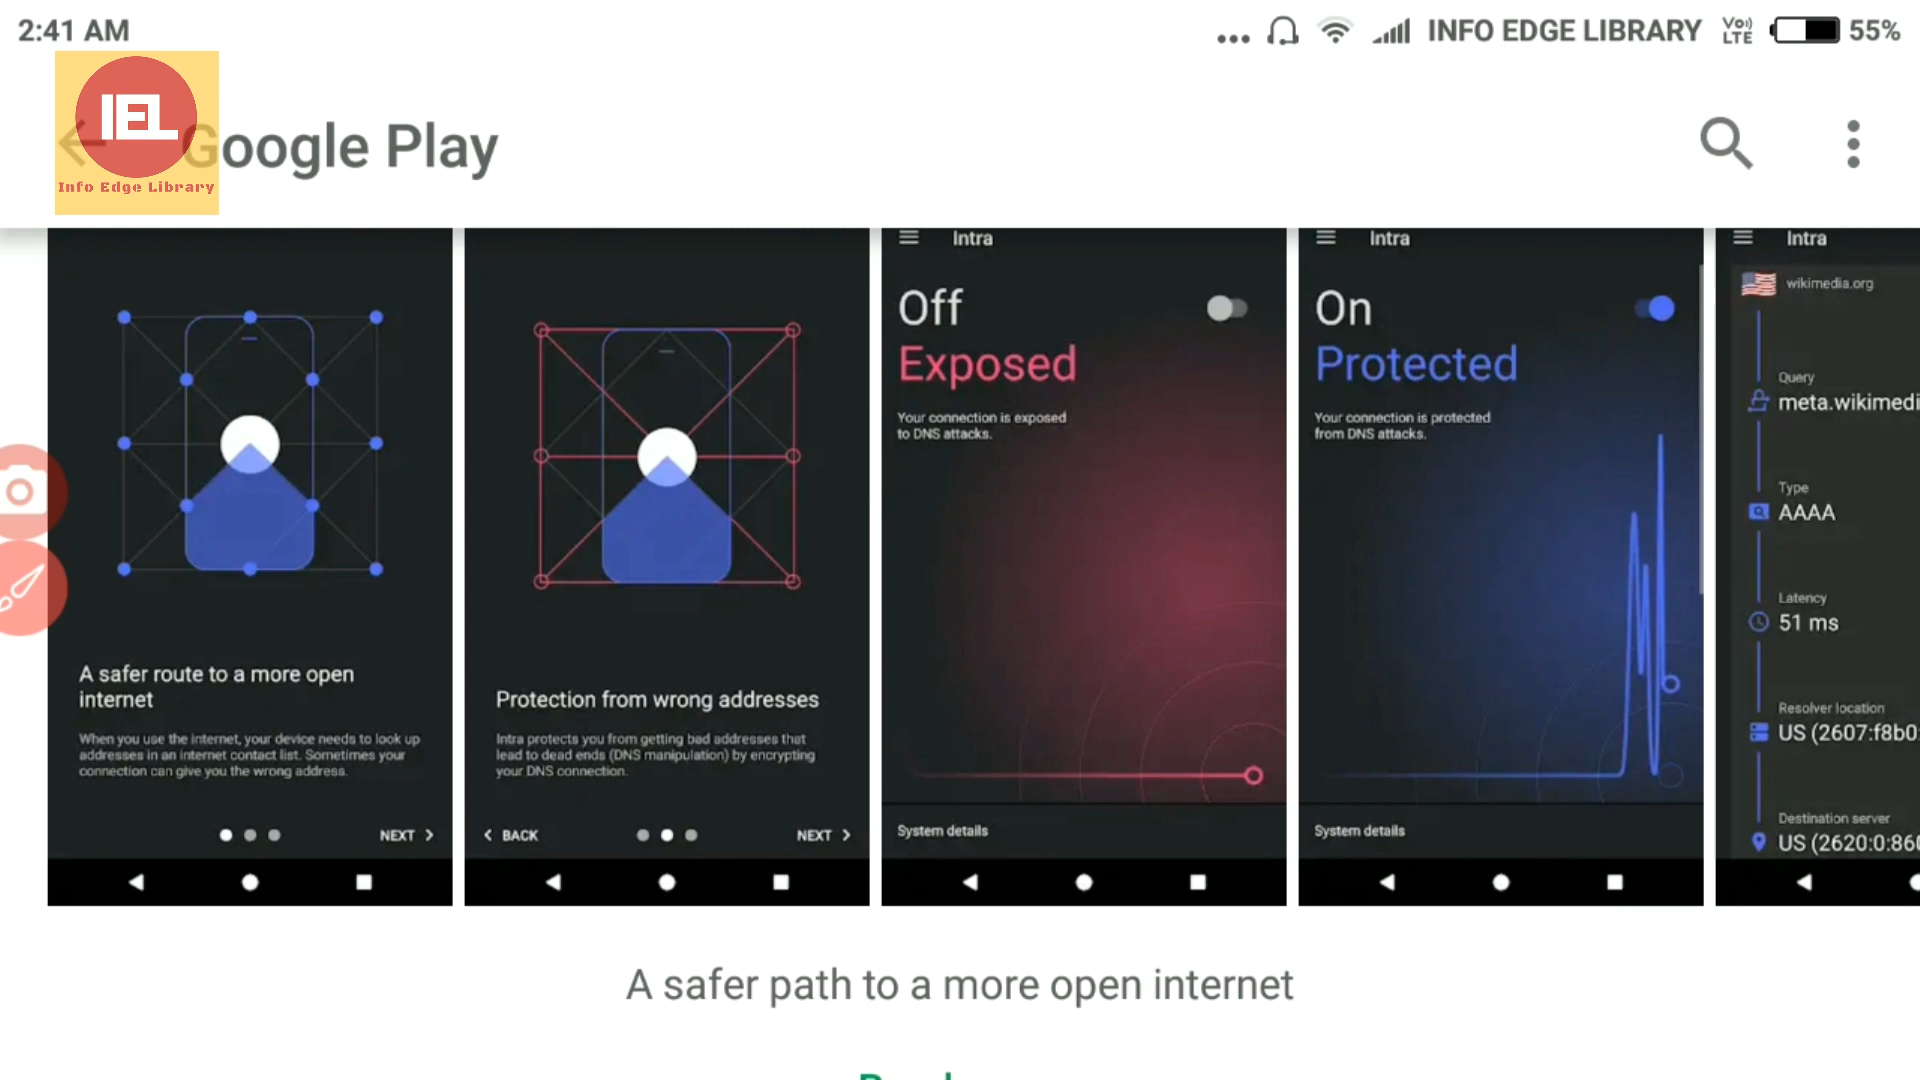 2:41 AM
INFO EDGE LIBRARY
Vo))
LTE
55%
IEL
Info Edge Library
Google Play
A safer route to a more open
internet
When you use the internet, your device needs to look up
addresses in an internet contact list. Sometimes your
connection can give you the wrong address.
NEXT
Protection from wrong addresses
Intra protects you from getting bad addresses that
lead to dead ends (DNS manipulation) by encrypting
your DNS connection.
BACK
NEXT
Intra
Off
Exposed
Your connection is exposed
to DNS attacks.
System details
Intra
On
Protected
Your connection is protected
from DNS attacks.
System details
Intra
wikimedia.org
Query
meta.wikimedi
Type
AAAA
Latency
51 ms
Resolver location
US (2607:f8b0:
Destination server
US (2620:0:860
A safer path to a more open internet